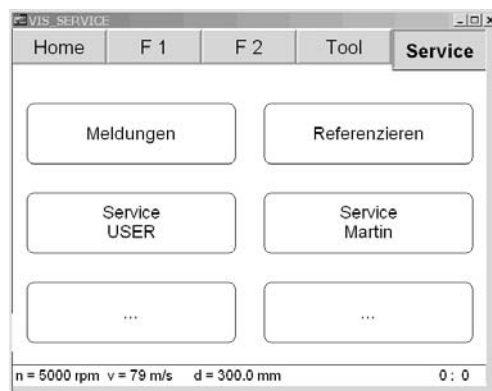 VIS_SERVICE
Home F 1 F 2 Tool Service
Meldungen Referenzieren
Service Service
USER Martin
... ...
n = 5000 rpm v = 79 m/s d = 300.0 mm 0 : 0